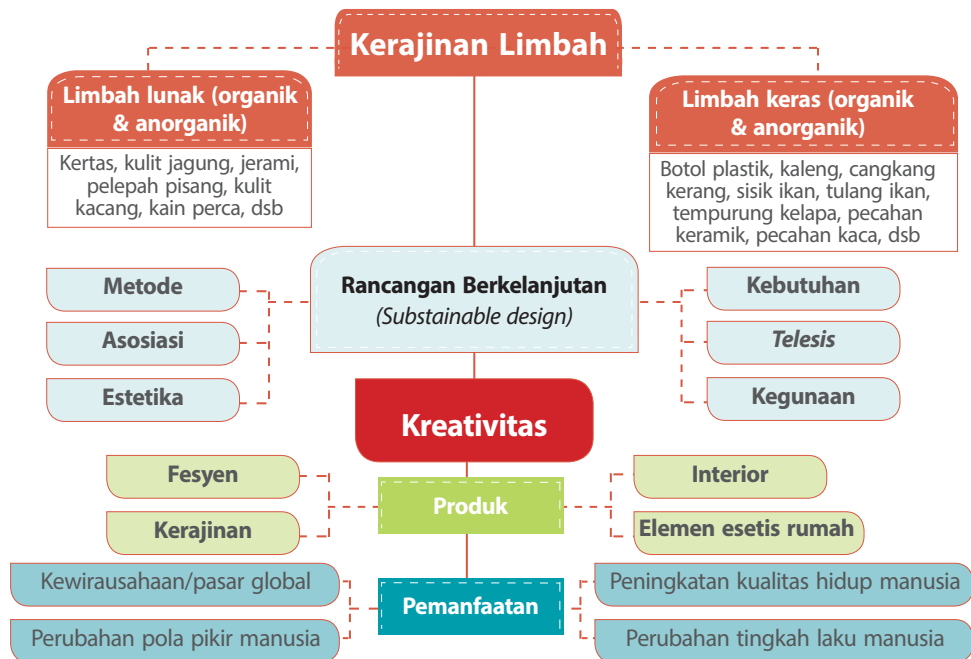 Kerajinan Limbah
Limbah lunak (organik
& anorganik)
Kertas, kulit jagung, jerami,
pelepah pisang, kulit
kacang, kain perca, dsb
Limbah keras (organik
& anorganik)
Botol plastik, kaleng, cangkang
kerang, sisik ikan, tulang ikan,
tempurung kelapa, pecahan
keramik, pecahan kaca, dsb
Rancangan Berkelanjutan
(Substainable design)
Metode
Asosiasi
Estetika
Kebutuhan
Telesis
Kegunaan
Kreativitas
Fesyen
Kerajinan
Produk
Interior
Elemen esetis rumah
Kewirausahaan/pasar global
Perubahan pola pikir manusia
Pemanfaatan
Peningkatan kualitas hidup manusia
Perubahan tingkah laku manusia